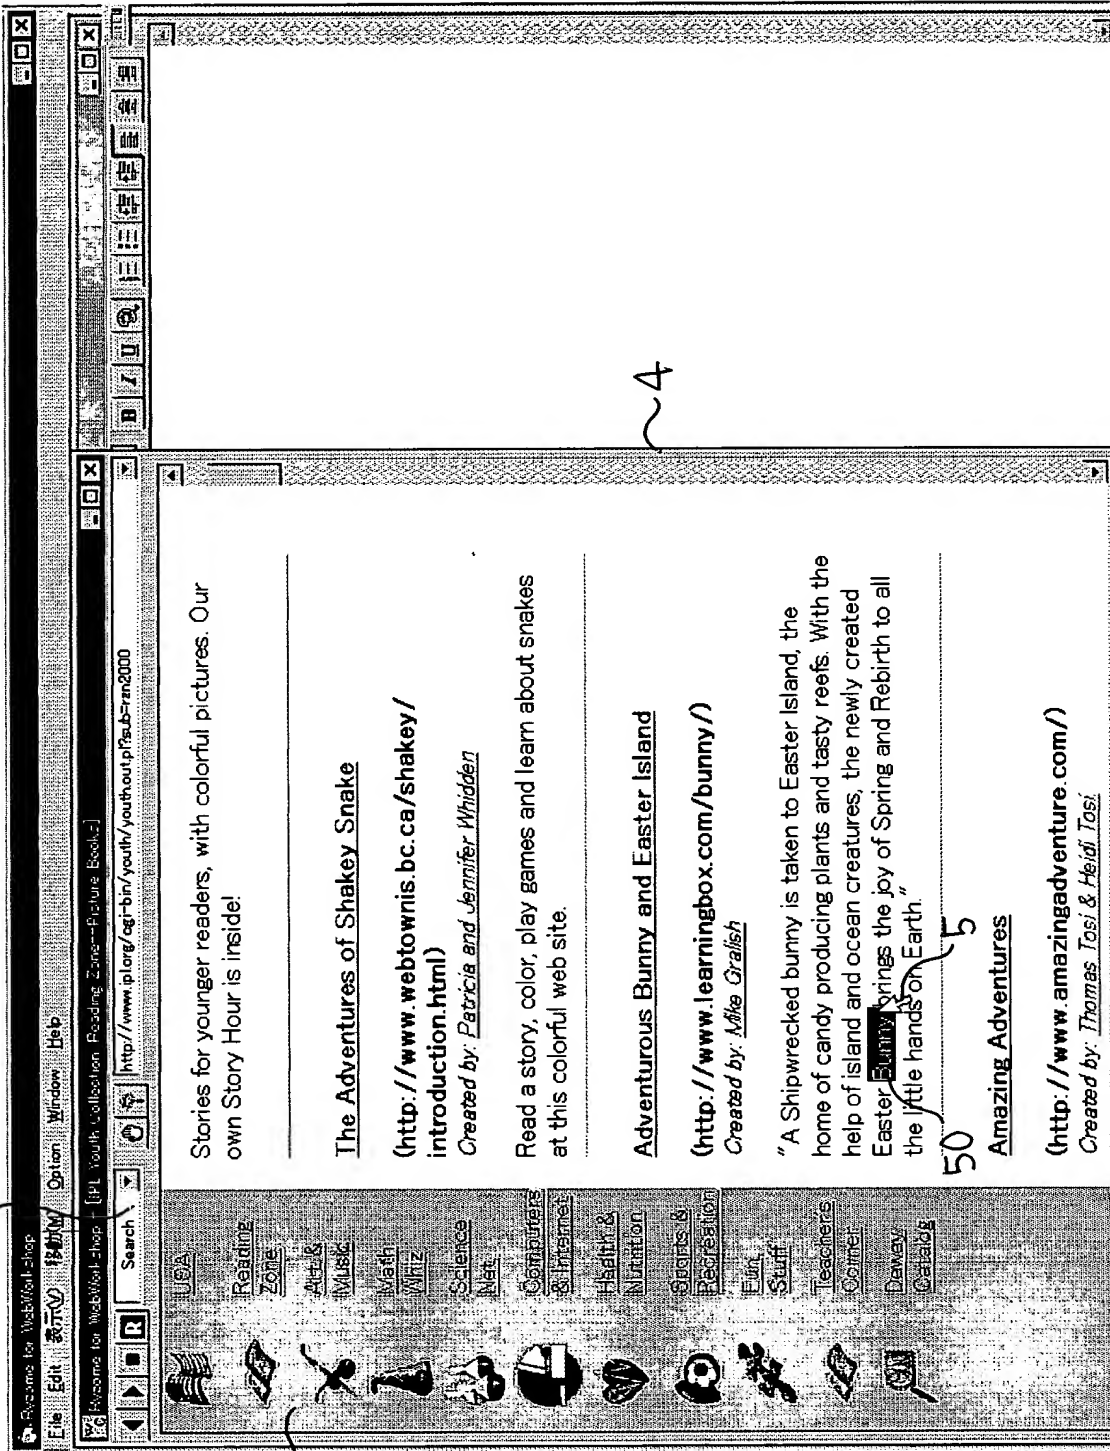 Awesome for WebWorkshop
File Edit 表示(V) 移動(M) Option Window Help
Awesome for WebWorkshop - [IPL Youth Collection Reading Zone--Picture Books]
R Search http://www.ipl.org/cgi-bin/youth/youth.out.pl?sub=rzn2000
B I U
USA
Reading Zone
Art & Music
Math Whiz
Science Net
Computers & Internet
Health & Nutrition
Sports & Recreation
Fun Stuff
Teachers Corner
Dewey Catalog
Stories for younger readers, with colorful pictures. Our
own Story Hour is inside!
The Adventures of Shakey Snake
(http://www.webtownis.bc.ca/shakey/
introduction.html)
Created by: Patricia and Jennifer Whidden
Read a story, color, play games and learn about snakes
at this colorful web site.
Adventurous Bunny and Easter Island
(http://www.learningbox.com/bunny/)
Created by: Mike Gralish
"A Shipwrecked bunny is taken to Easter Island, the
home of candy producing plants and tasty reefs. With the
help of island and ocean creatures, the newly created
Easter Bunny brings the joy of Spring and Rebirth to all
the little hands on Earth."
50
5
Amazing Adventures
(http://www.amazingadventure.com/)
Created by: Thomas Tosi & Heidi Tosi
4